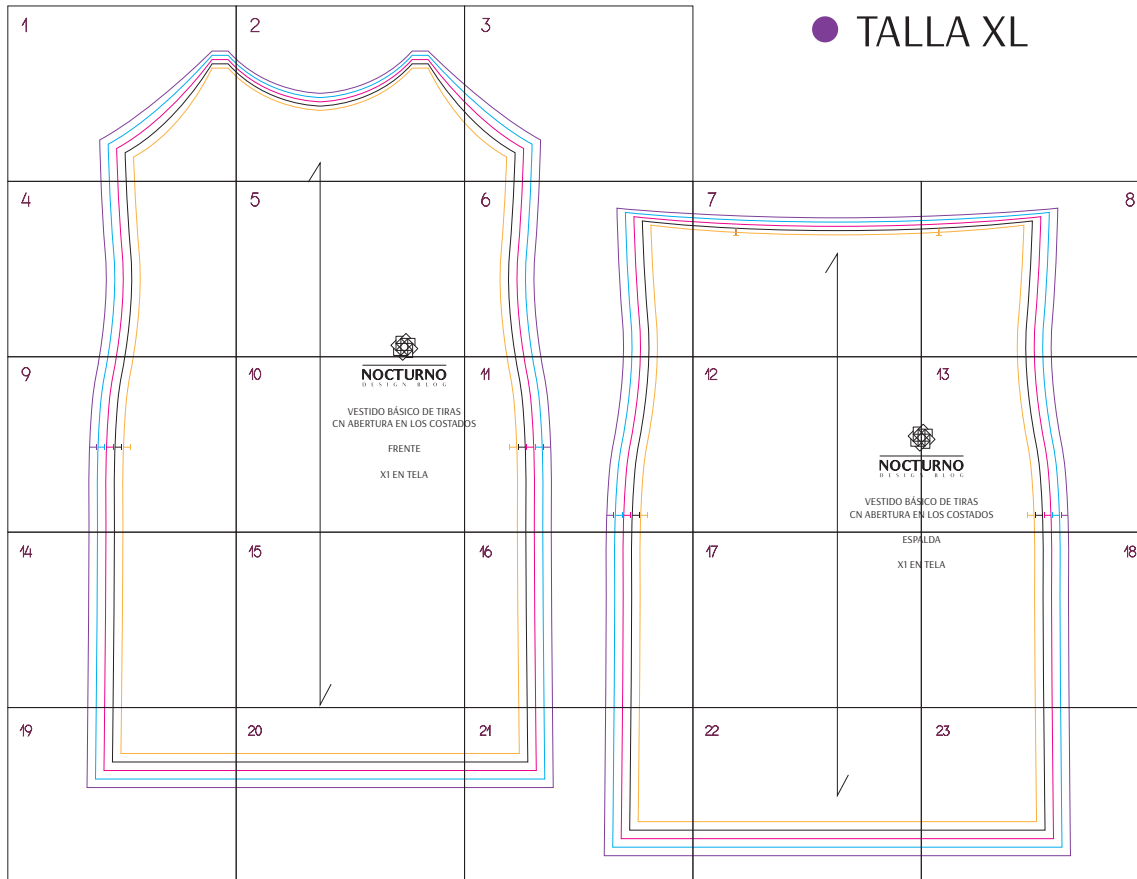 1
2
3
TALLA XL
4
5
6
7
8
NOCTURNO
DESIGN BLOG
VESTIDO BÁSICO DE TIRAS
CN ABERTURA EN LOS COSTADOS
FRENTE
X1 EN TELA
9
10
11
12
13
NOCTURNO
DESIGN BLOG
VESTIDO BÁSICO DE TIRAS
CN ABERTURA EN LOS COSTADOS
ESPALDA
X1 EN TELA
14
15
16
17
18
19
20
21
22
23